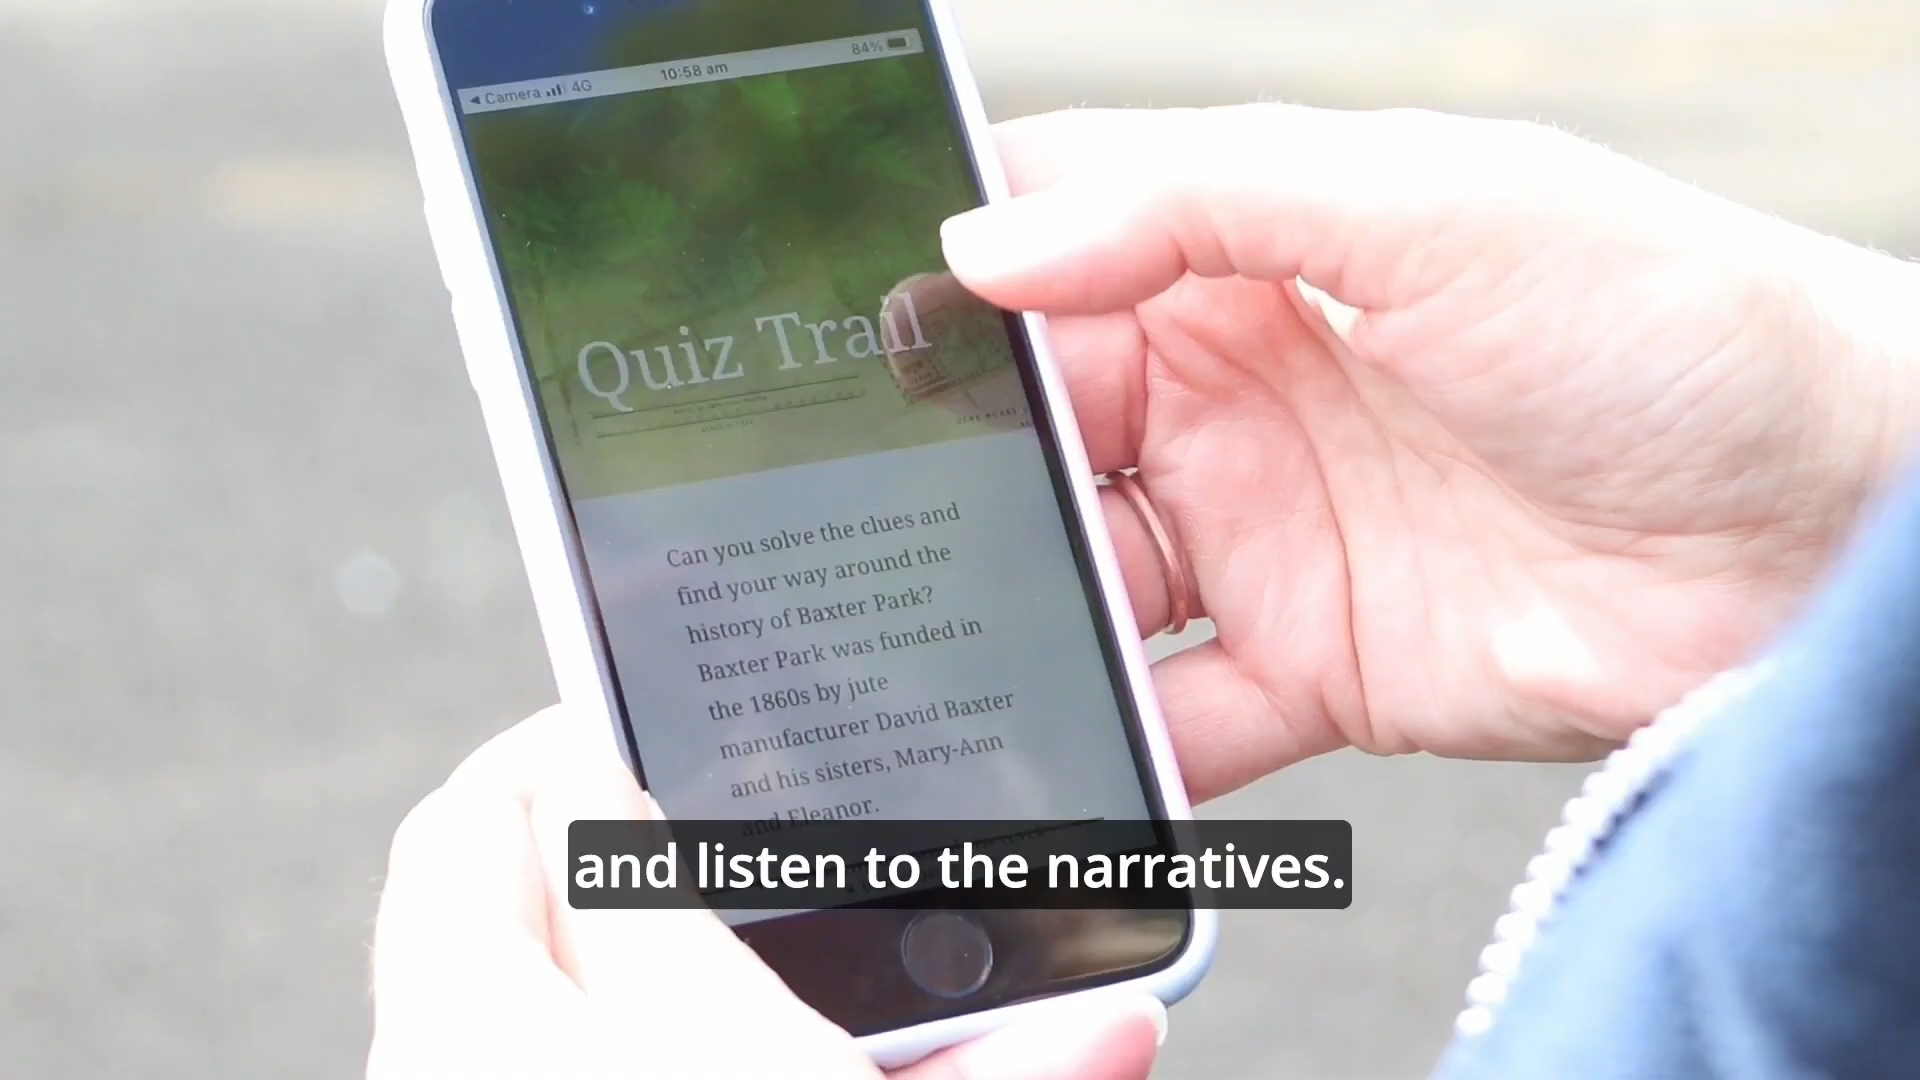 ◄ Camera 4G 10:58 am 84%
Quiz Trail
Can you solve the clues and
find your way around the
history of Baxter Park?
Baxter Park was funded in
the 1860s by jute
manufacturer David Baxter
and his sisters, Mary-Ann
and Eleanor.
and listen to the narratives.